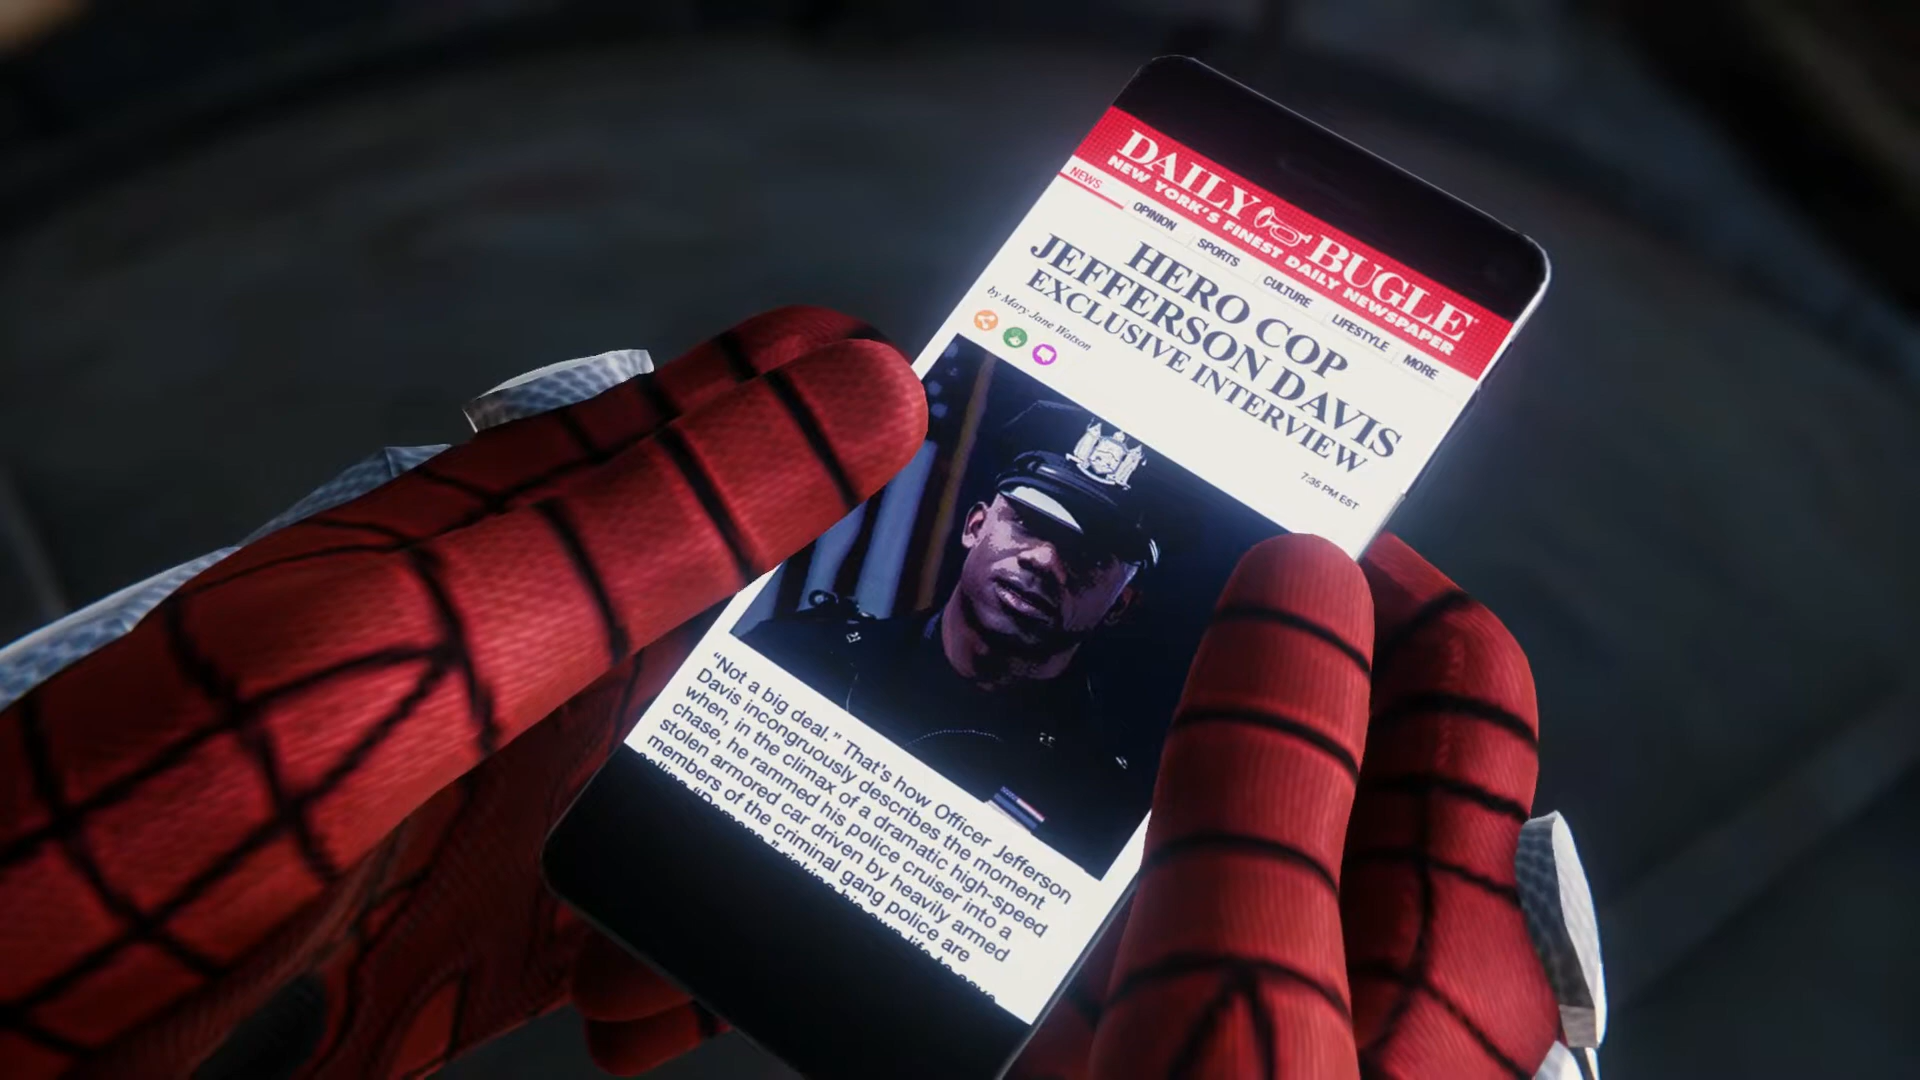 DAILY BUGLE
NEW YORK'S FINEST DAILY NEWSPAPER
NEWS
OPINION
SPORTS
CULTURE
LIFESTYLE
MORE
HERO COP
JEFFERSON DAVIS
EXCLUSIVE INTERVIEW
by Mary Jane Watson
7:35 PM EST
“Not a big deal.” That's how Officer Jefferson
Davis incongruously describes the moment
when, in the climax of a dramatic high-speed
chase, he rammed his police cruiser into a
stolen armored car driven by heavily armed
members of the criminal gang police are